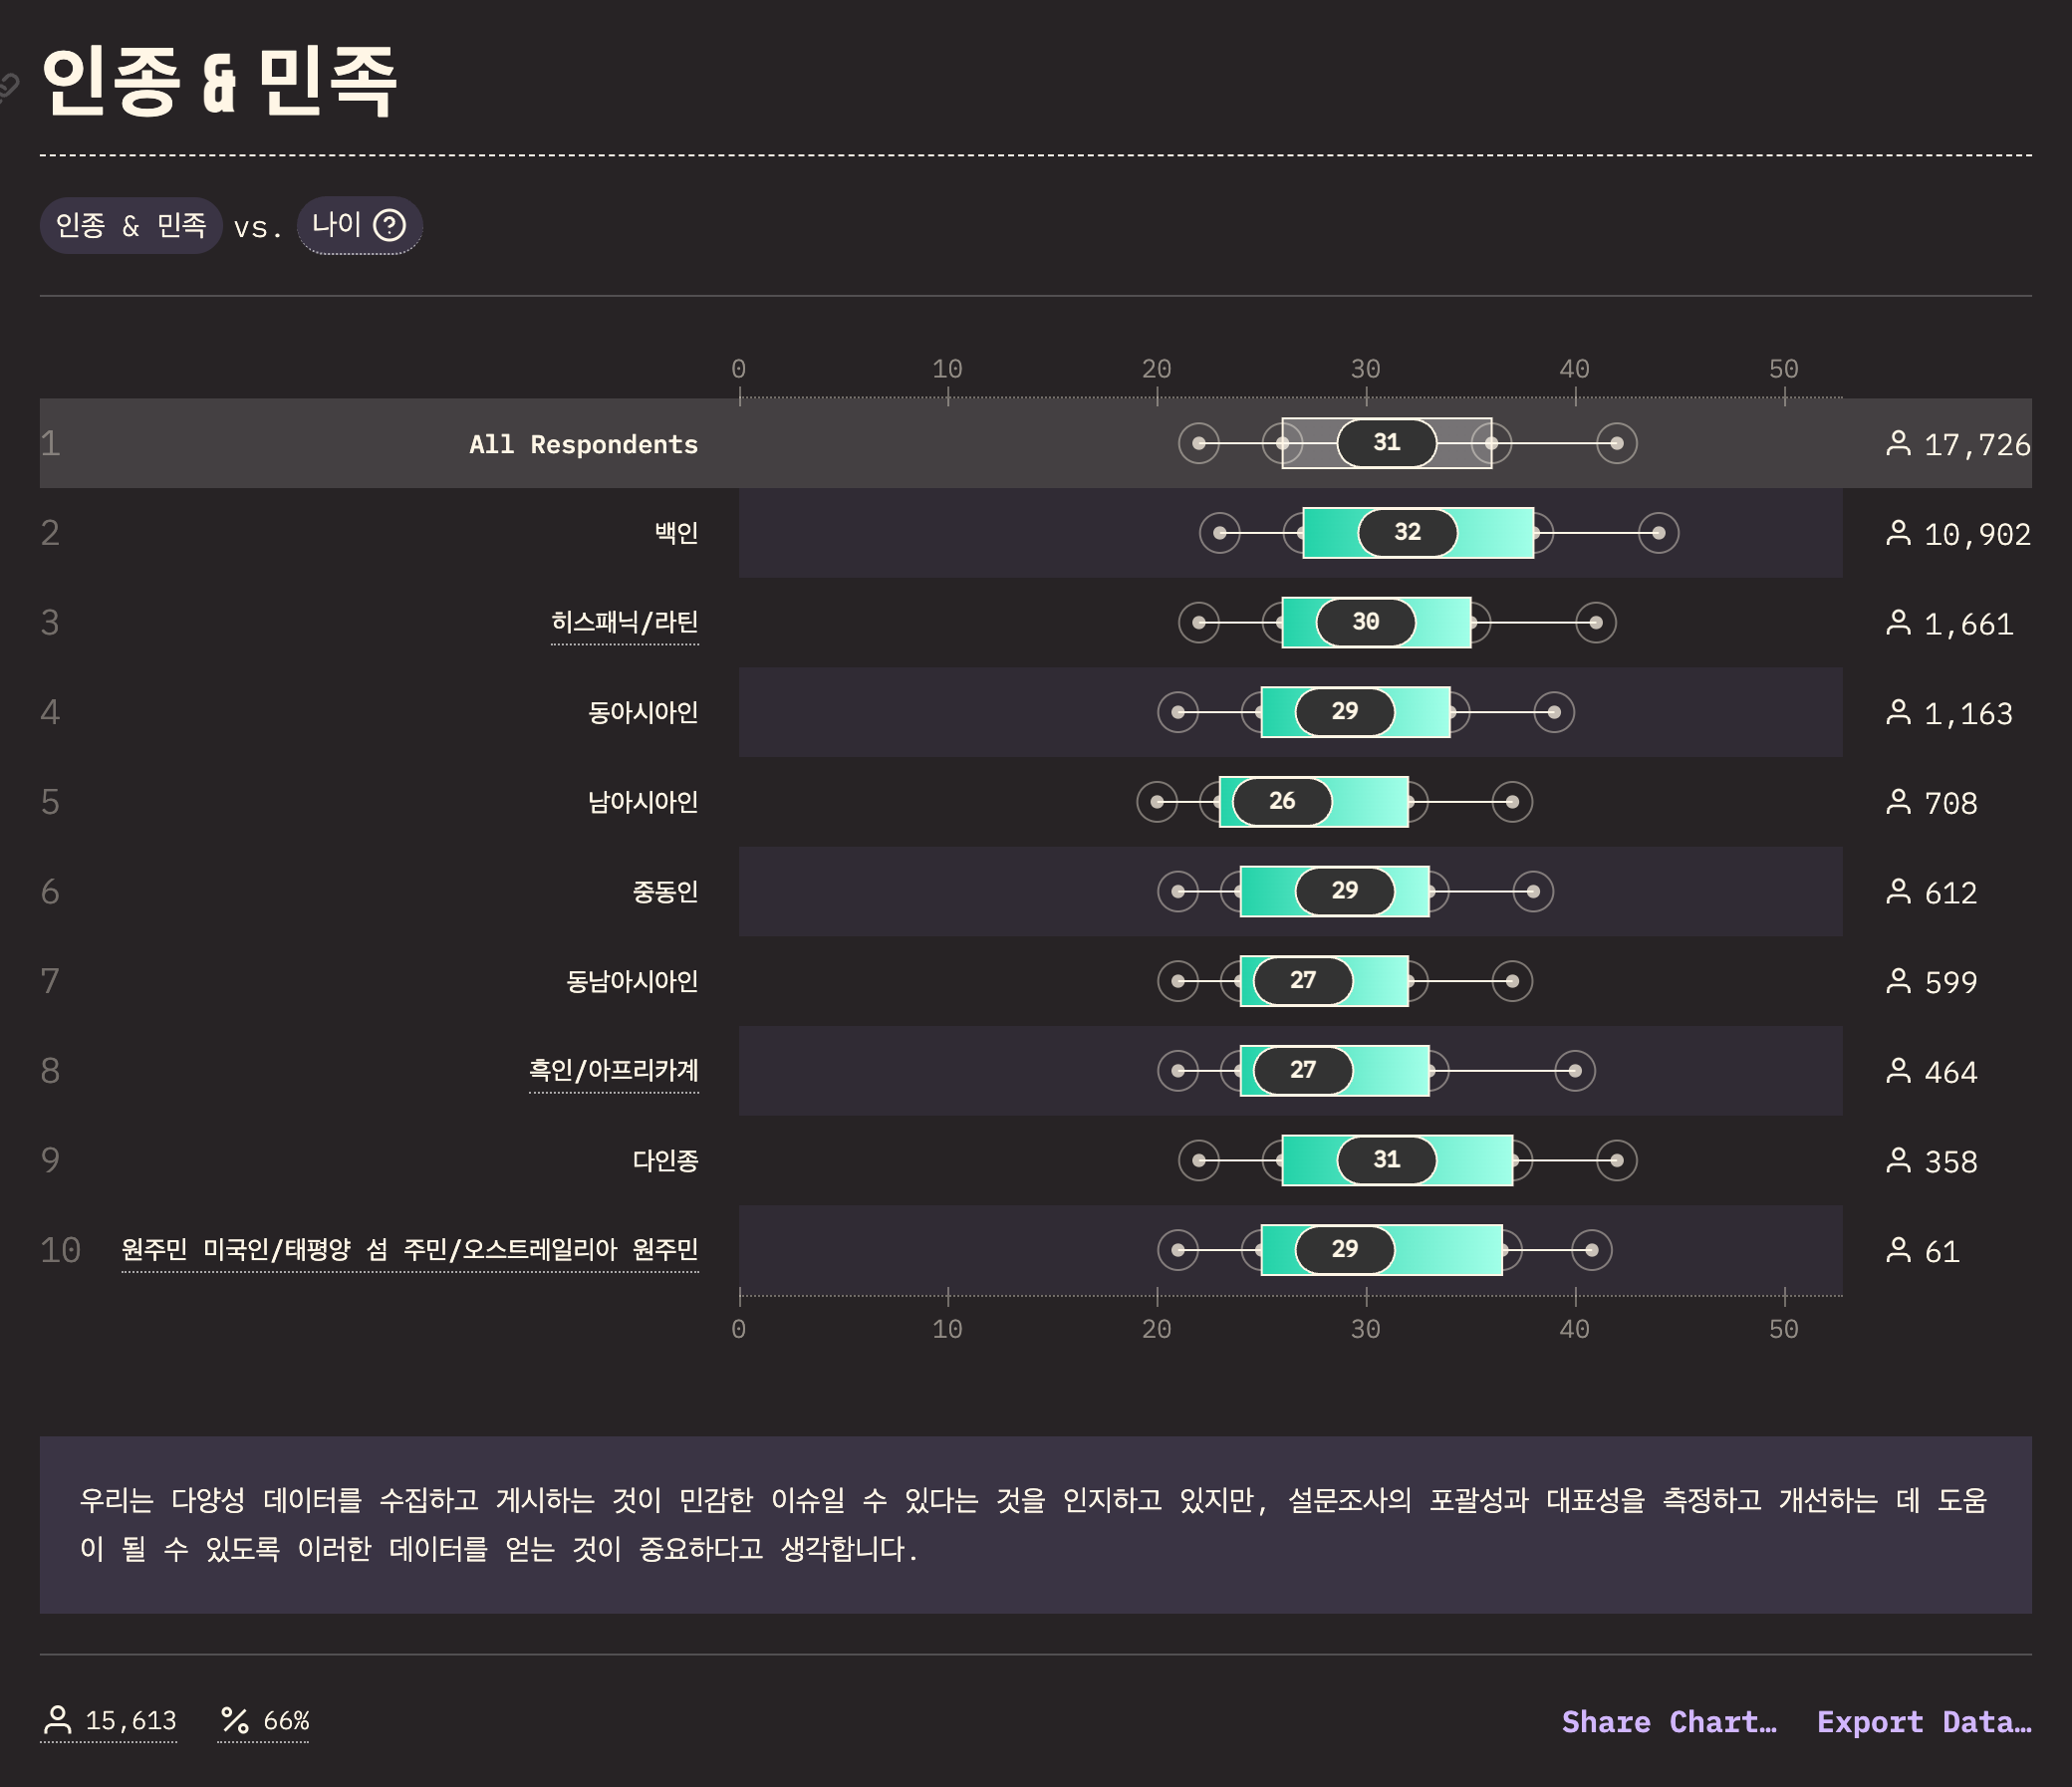 인종 & 민족
인종 & 민족 vs. 나이
0 10 20 30 40 50
1 All Respondents 31 17,726
2 백인 32 10,902
3 히스패닉/라틴 30 1,661
4 동아시아인 29 1,163
5 남아시아인 26 708
6 중동인 29 612
7 동남아시아인 27 599
8 흑인/아프리카계 27 464
9 다인종 31 358
10 원주민 미국인/태평양 섬 주민/오스트레일리아 원주민 29 61
0 10 20 30 40 50
우리는 다양성 데이터를 수집하고 게시하는 것이 민감한 이슈일 수 있다는 것을 인지하고 있지만, 설문조사의 포괄성과 대표성을 측정하고 개선하는 데 도움
이 될 수 있도록 이러한 데이터를 얻는 것이 중요하다고 생각합니다.
15,613 66% Share Chart… Export Data…